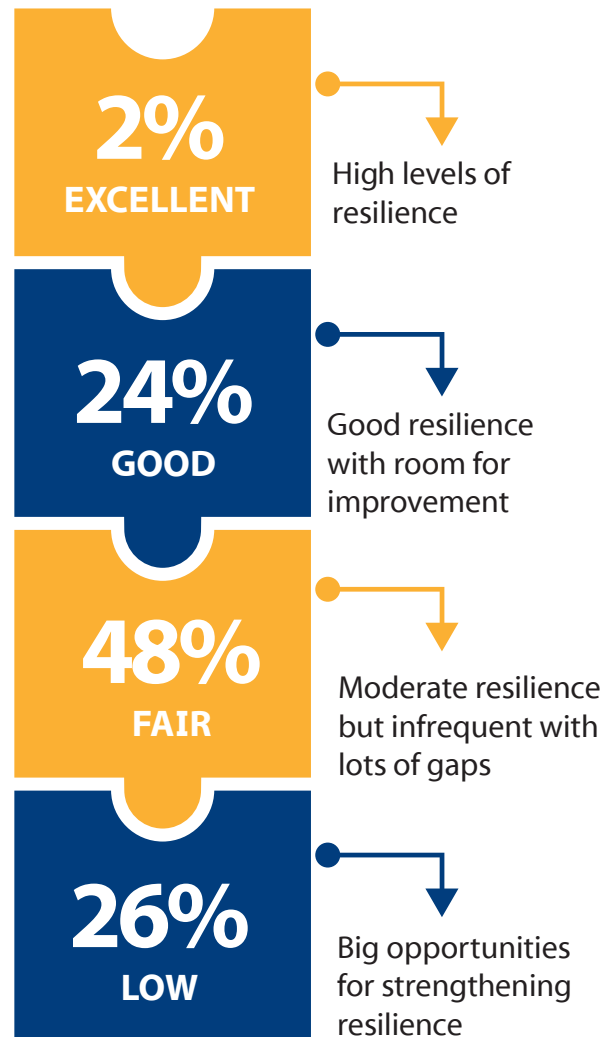 2%
EXCELLENT
High levels of
resilience
24%
GOOD
Good resilience
with room for
improvement
48%
FAIR
Moderate resilience
but infrequent with
lots of gaps
26%
LOW
Big opportunities
for strengthening
resilience